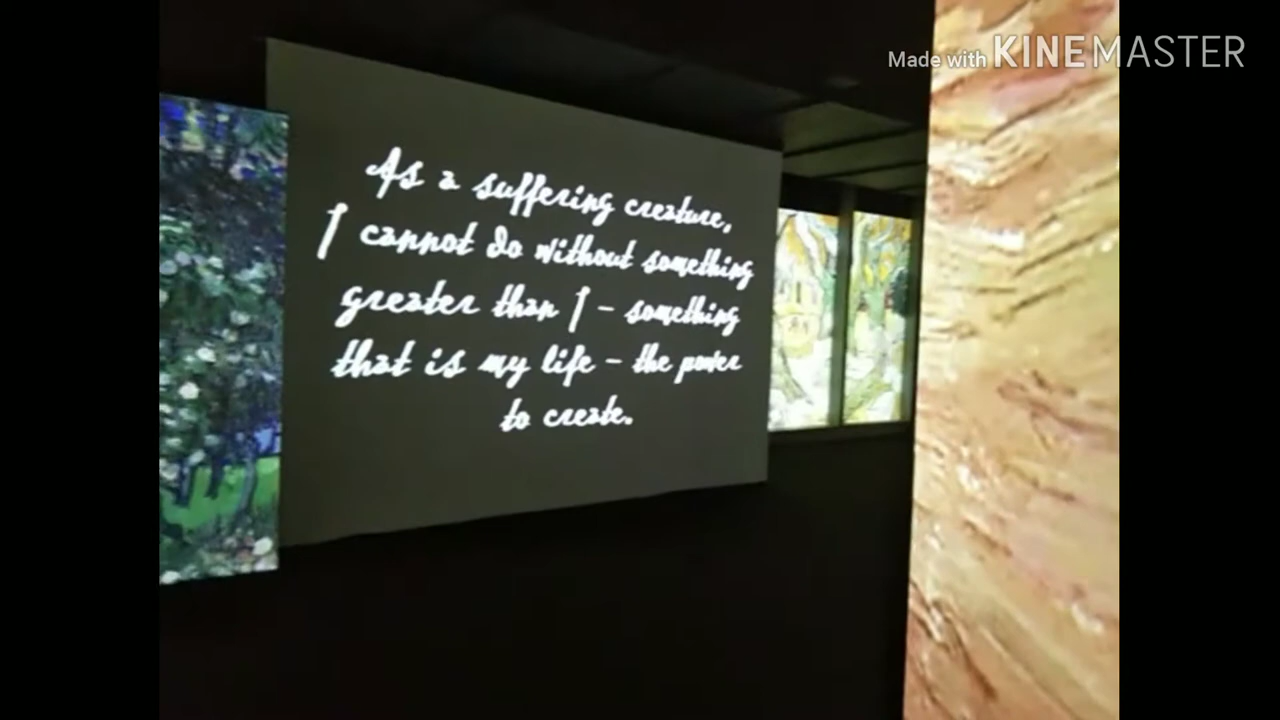 Made with KINEMASTER
As a suffering creature,
I cannot do without something
greater than I – something
that is my life – the power
to create.